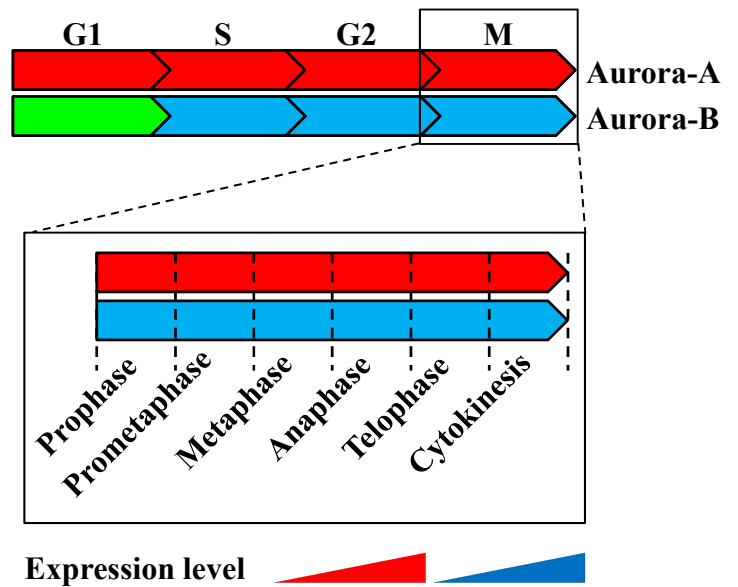 G1 S G2 M
Aurora-A
Aurora-B
Prophase
Prometaphase
Metaphase
Anaphase
Telophase
Cytokinesis
Expression level